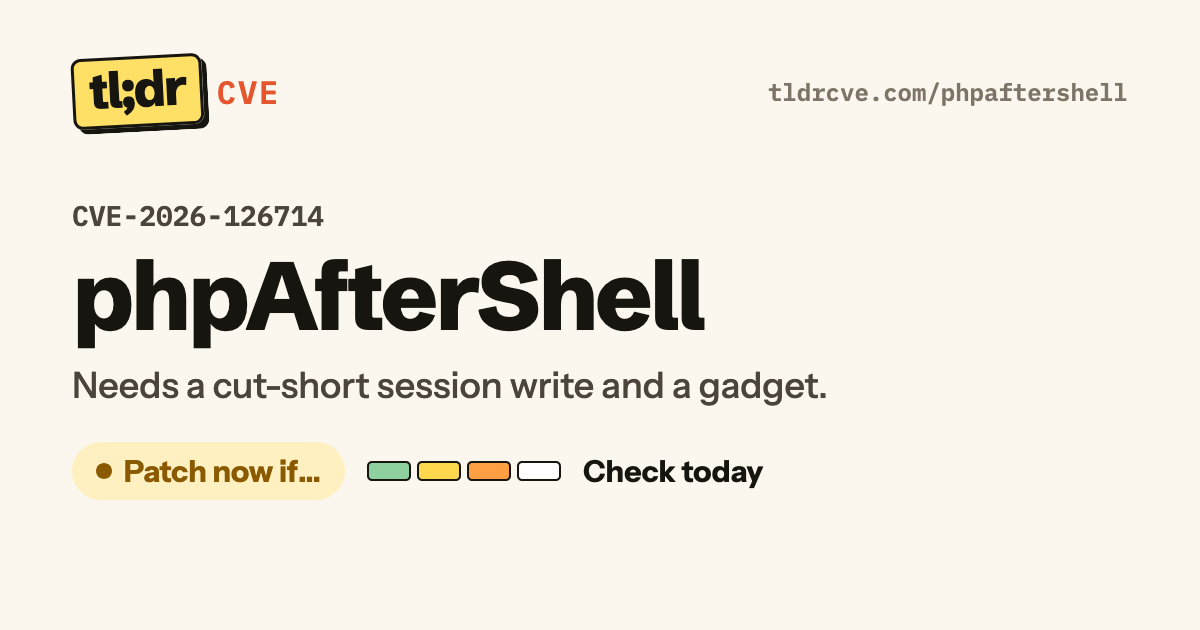 tl;dr CVE
tldrcve.com/phpaftershell
CVE-2026-126714
phpAfterShell
Needs a cut-short session write and a gadget.
Patch now if...
Check today